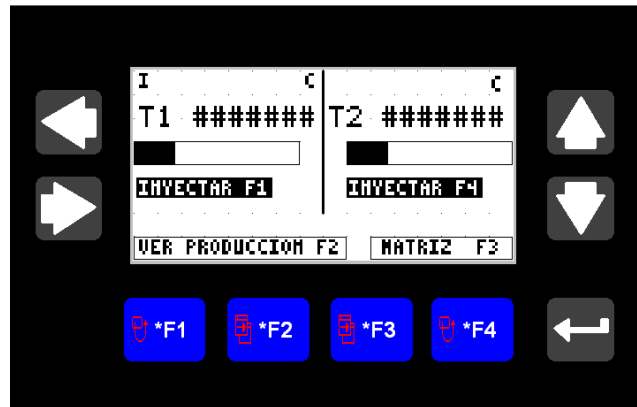 I C C
T1 ####### T2 #######
INYECTAR F1 INYECTAR F4
VER PRODUCCION F2 MATRIZ F3
*F1 *F2 *F3 *F4